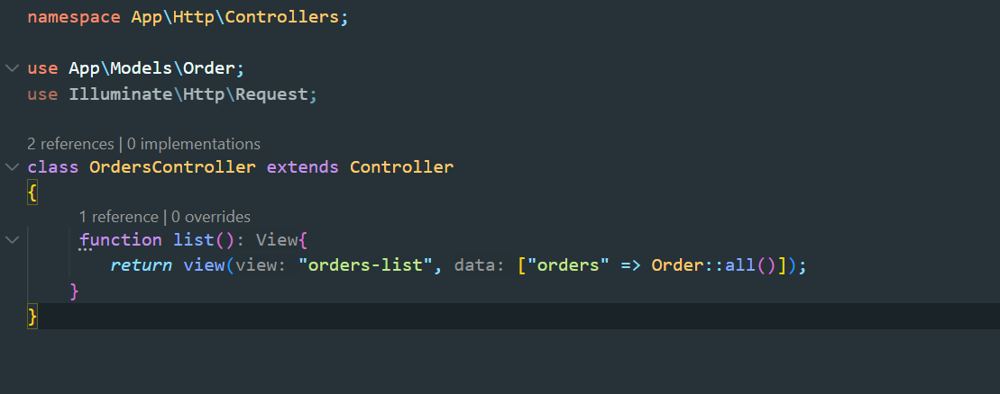 namespace App\Http\Controllers;
use App\Models\Order;
use Illuminate\Http\Request;
2 references | 0 implementations
class OrdersController extends Controller
{
1 reference | 0 overrides
function list(): View{
return view(view: "orders-list", data: ["orders" => Order::all()]);
}
}